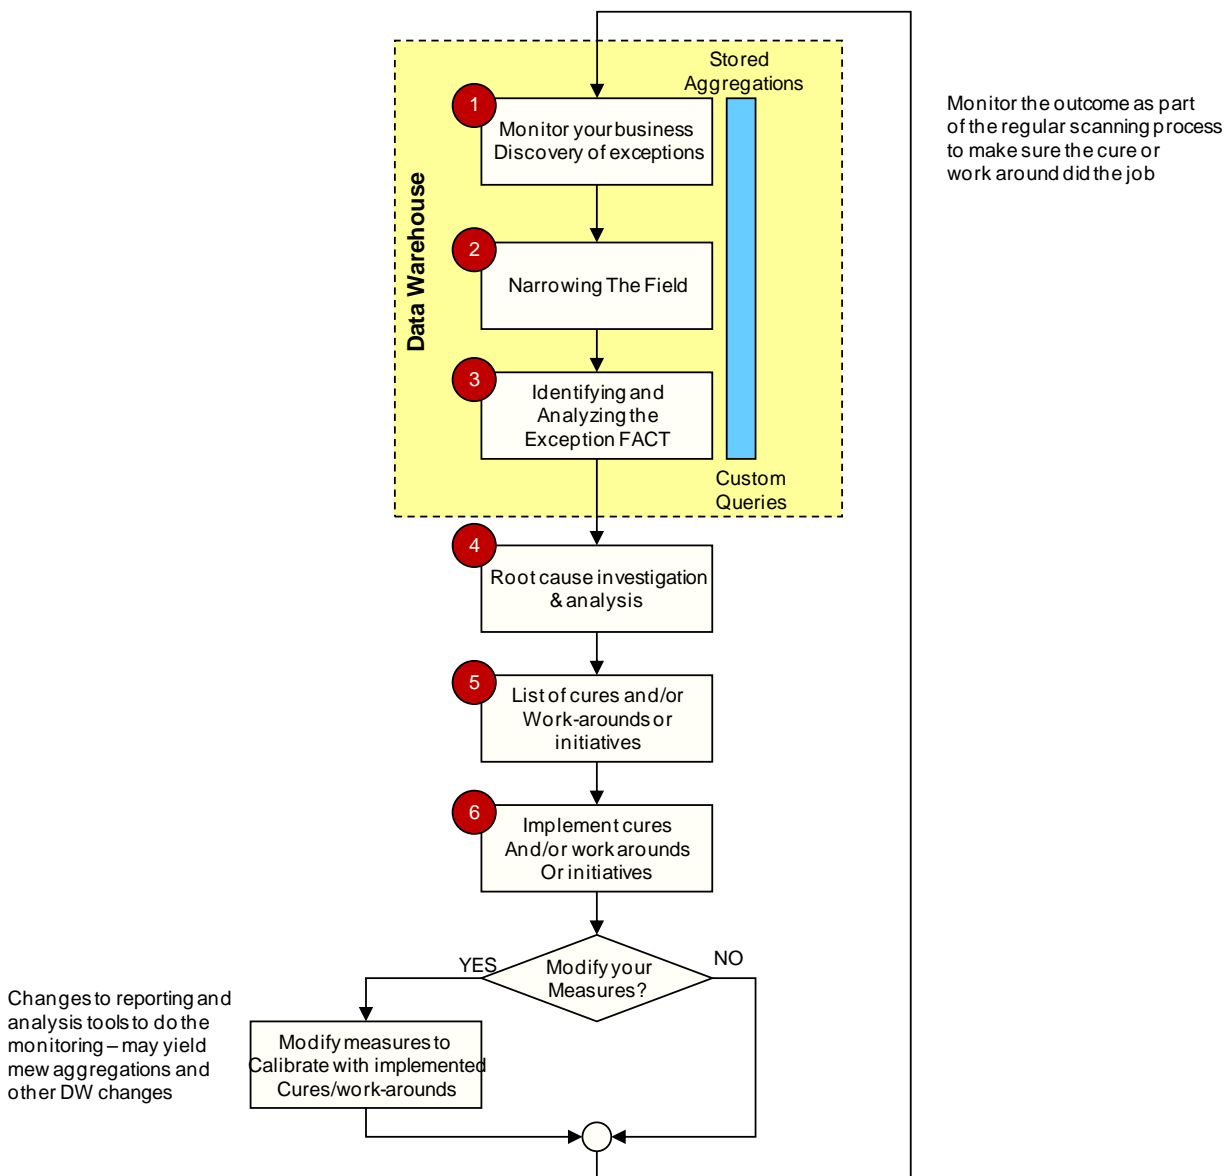 Stored
Aggregations
1
Monitor your business
Discovery of exceptions
Monitor the outcome as part
of the regular scanning process
to make sure the cure or
work around did the job
Data Warehouse
2
Narrowing The Field
3
Identifying and
Analyzing the
Exception FACT
Custom
Queries
4
Root cause investigation
& analysis
5
List of cures and/or
Work-arounds or
initiatives
6
Implement cures
And/or work arounds
Or initiatives
YES
NO
Modify your
Measures?
Changes to reporting and
analysis tools to do the
monitoring – may yield
mew aggregations and
other DW changes
Modify measures to
Calibrate with implemented
Cures/work-arounds